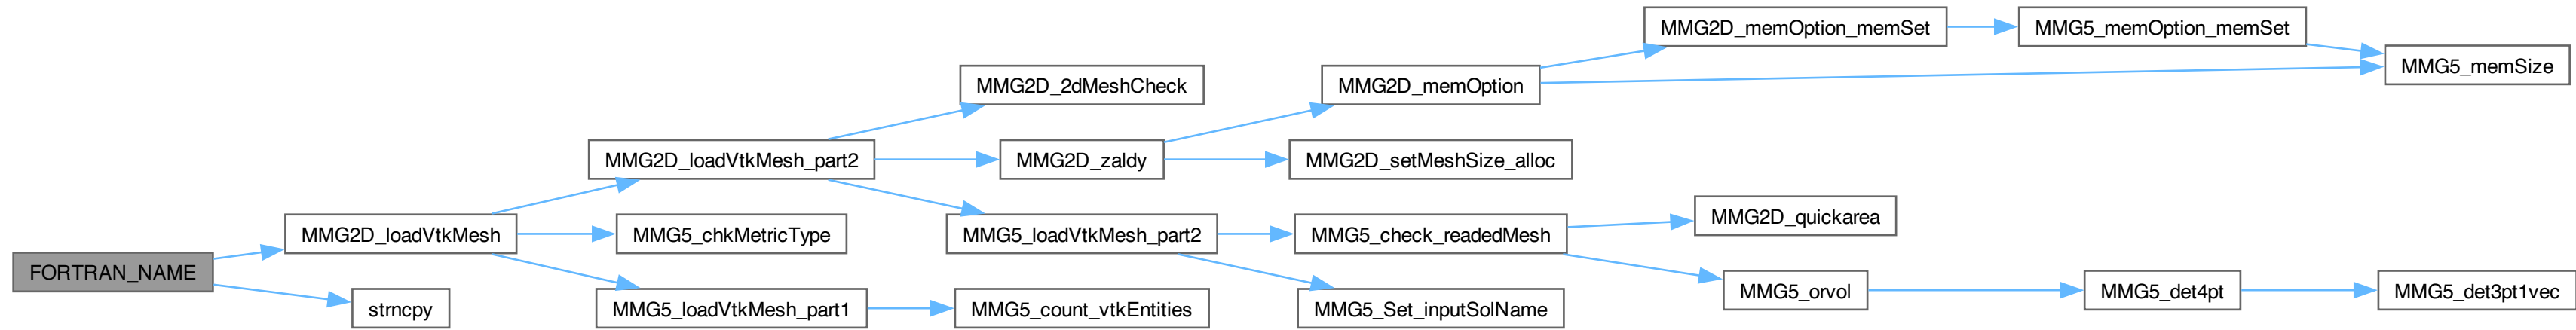 FORTRAN_NAME
MMG2D_loadVtkMesh
strncpy
MMG2D_loadVtkMesh_part2
MMG5_chkMetricType
MMG5_loadVtkMesh_part1
MMG2D_2dMeshCheck
MMG2D_zaldy
MMG5_loadVtkMesh_part2
MMG5_count_vtkEntities
MMG2D_memOption
MMG2D_setMeshSize_alloc
MMG5_check_readedMesh
MMG5_Set_inputSolName
MMG2D_memOption_memSet
MMG2D_quickarea
MMG5_orvol
MMG5_memOption_memSet
MMG5_det4pt
MMG5_memSize
MMG5_det3pt1vec